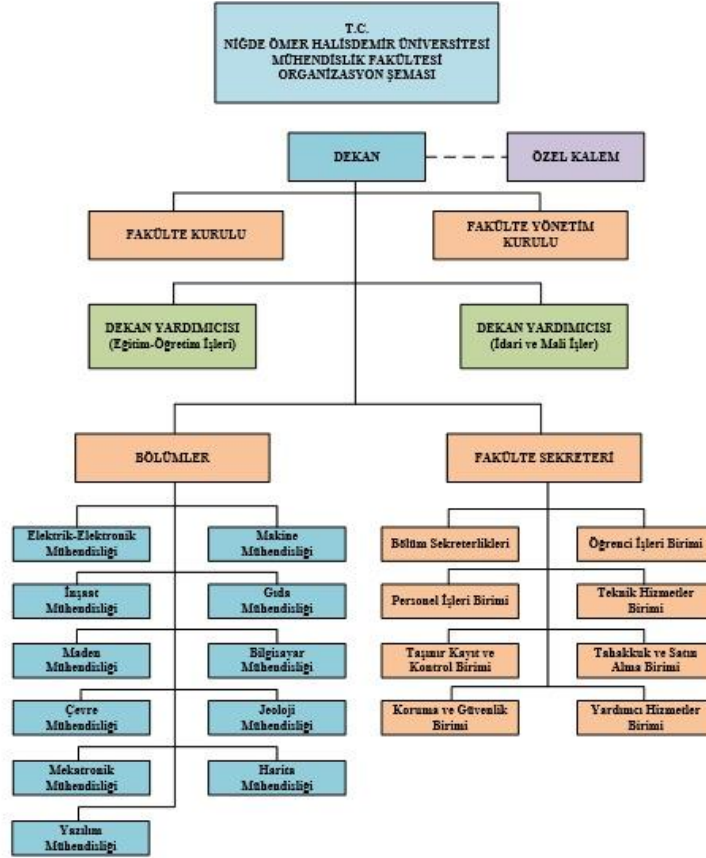 T.C.
NİĞDE ÖMER HALİSDEMİR ÜNİVERSİTESİ
MÜHENDİSLİK FAKÜLTESİ
ORGANİZASYON ŞEMASI
DEKAN
ÖZEL KALEM
FAKÜLTE KURULU
FAKÜLTE YÖNETİM
KURULU
DEKAN YARDIMICISI
(Eğitim-Öğretim İşleri)
DEKAN YARDIMICISI
(İdari ve Mali İşler)
BÖLÜMLER
FAKÜLTE SEKRETERİ
Elektrik-Elektronik
Mühendisliği
Makine
Mühendisliği
Bölüm Sekreterlikleri
Öğrenci İşleri Birimi
İnşaat
Mühendisliği
Gıda
Mühendisliği
Personel İşleri Birimi
Teknik Hizmetler
Birimi
Maden
Mühendisliği
Bilgisayar
Mühendisliği
Taşınır Kayıt ve
Kontrol Birimi
Tahakkuk ve Satın
Alma Birimi
Çevre
Mühendisliği
Jeoloji
Mühendisliği
Koruma ve Güvenlik
Birimi
Yardımcı Hizmetler
Birimi
Mekatronik
Mühendisliği
Harita
Mühendisliği
Yazılım
Mühendisliği